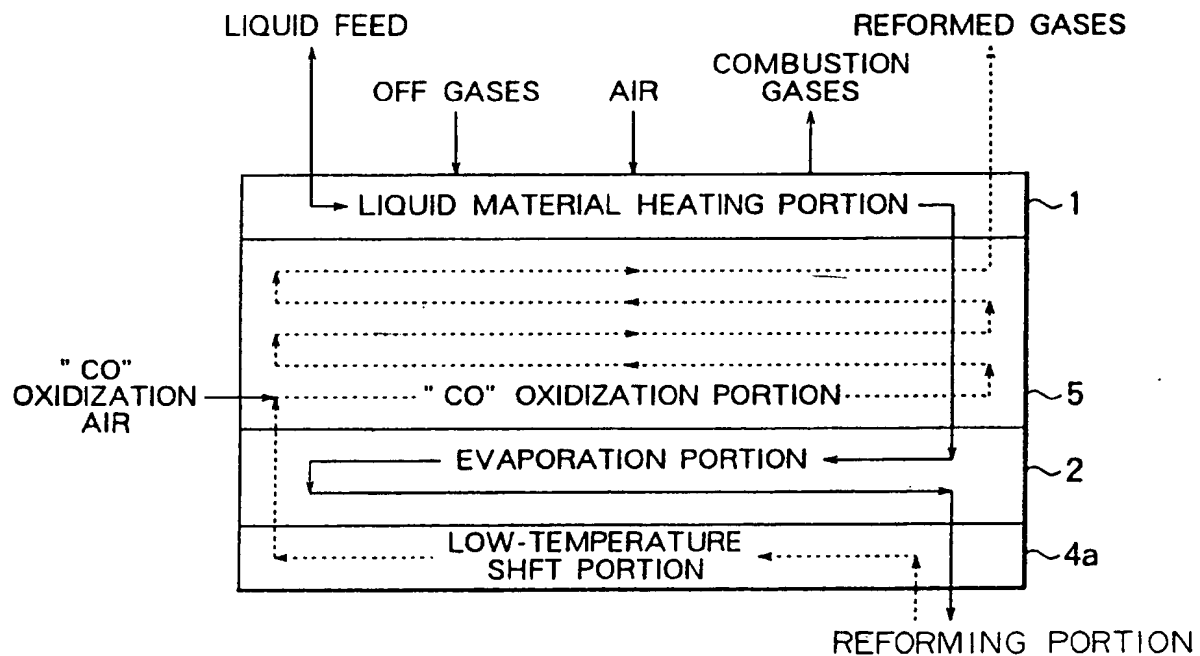 LIQUID FEED
REFORMED GASES
OFF GASES
AIR
COMBUSTION
GASES
LIQUID MATERIAL HEATING PORTION
1
"CO"
OXIDIZATION
AIR
"CO" OXIDIZATION PORTION
5
EVAPORATION PORTION
2
LOW-TEMPERATURE
SHFT PORTION
4a
REFORMING PORTION